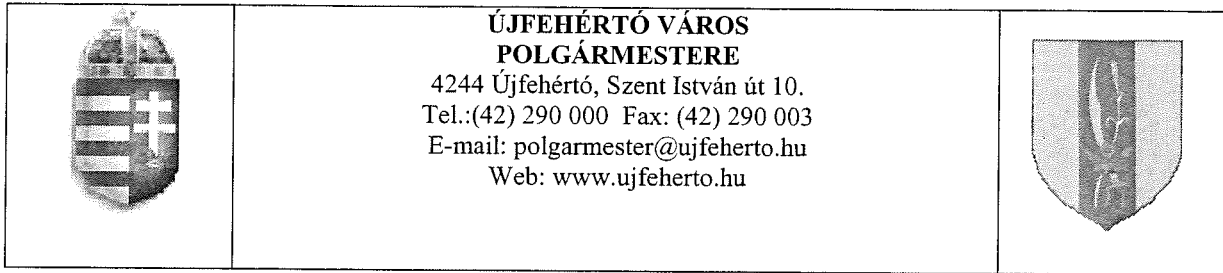 ÚJFEHÉRTÓ VÁROS
POLGÁRMESTERE
4244 Újfehértó, Szent István út 10.
Tel.:(42) 290 000 Fax: (42) 290 003
E-mail: polgarmester@ujfeherto.hu
Web: www.ujfeherto.hu